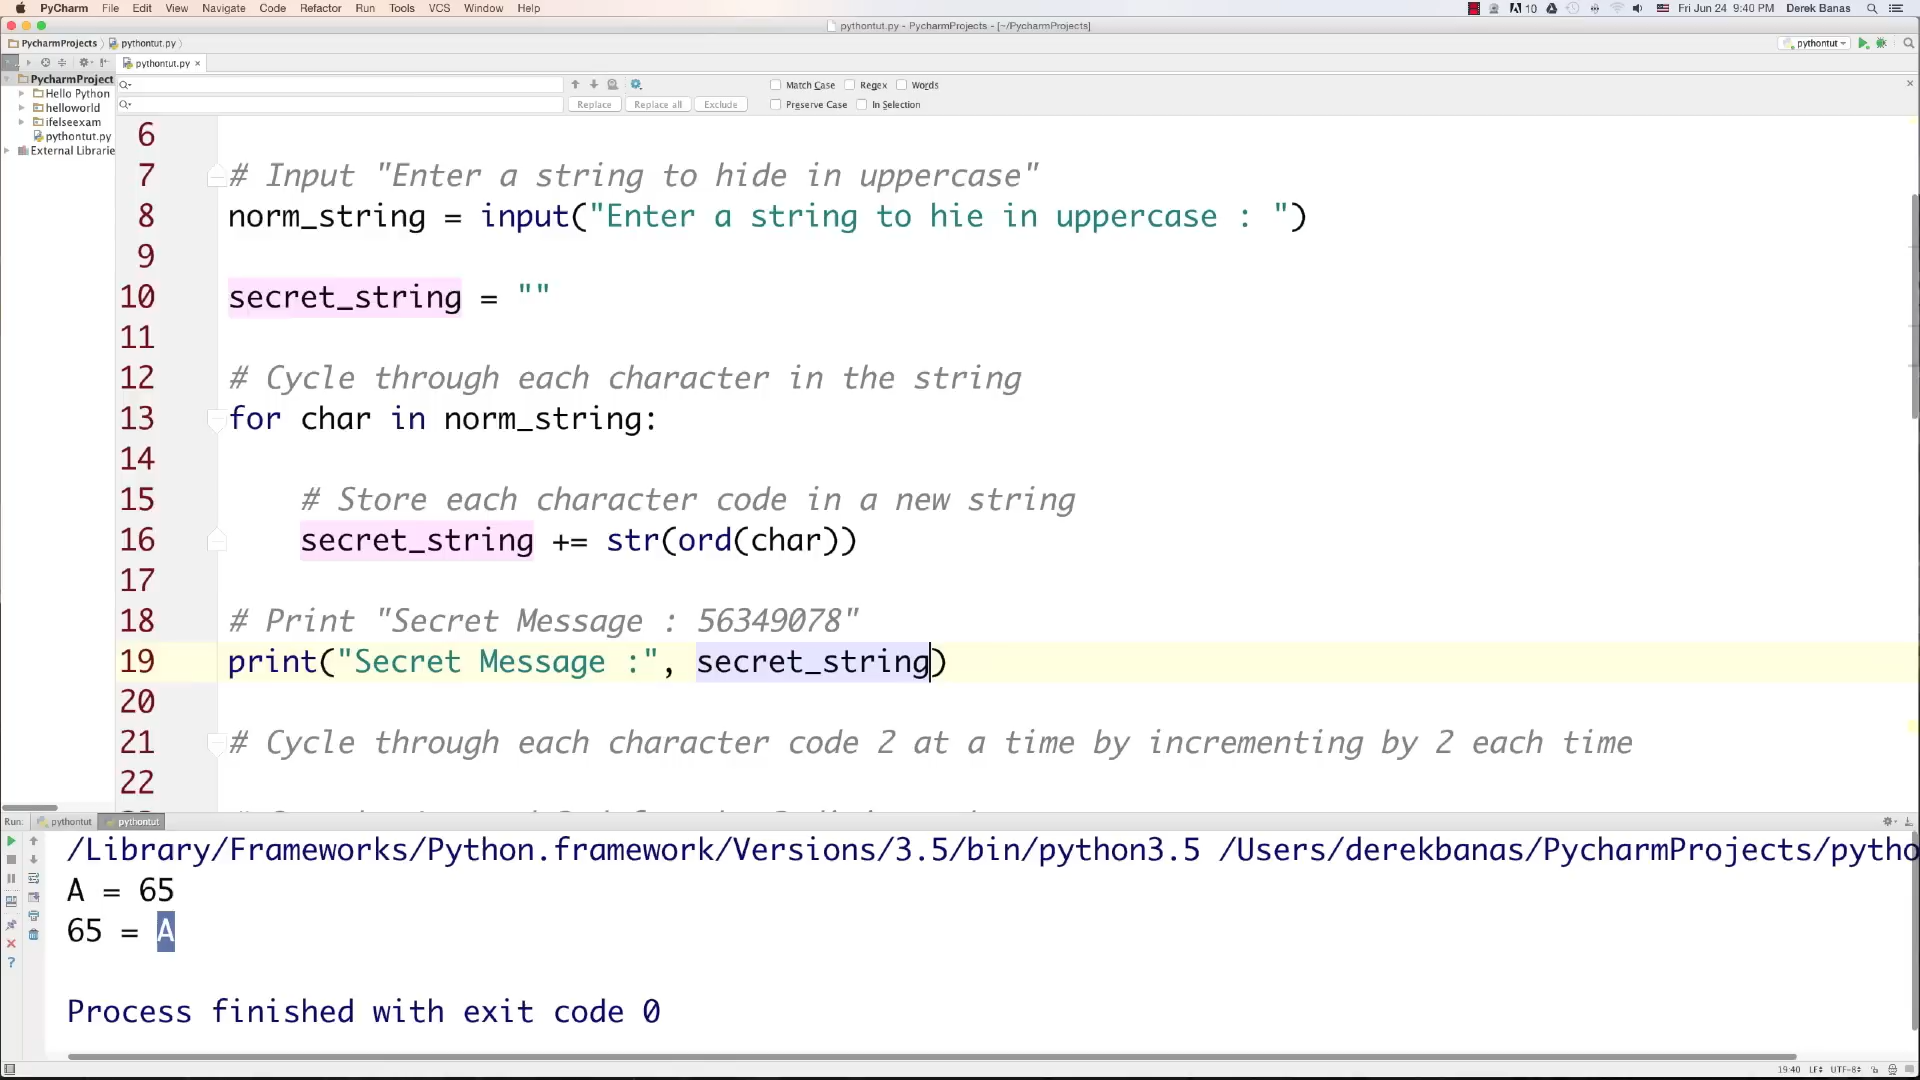 PyCharm File Edit View Navigate Code Refactor Run Tools VCS Window Help 10 Fri Jun 24 9:40 PM Derek Banas
pythontut.py - PycharmProjects - [~/PycharmProjects]
PycharmProjects pythontut.py pythontut
pythontut.py
PycharmProject
Hello Python
helloworld
ifelseexam
pythontut.py
External Librarie
Match Case Regex Words
Replace Replace all Exclude Preserve Case In Selection
6
7 # Input "Enter a string to hide in uppercase"
8 norm_string = input("Enter a string to hie in uppercase : ")
9
10 secret_string = ""
11
12 # Cycle through each character in the string
13 for char in norm_string:
14
15 # Store each character code in a new string
16 secret_string += str(ord(char))
17
18 # Print "Secret Message : 56349078"
19 print("Secret Message :", secret_string)
20
21 # Cycle through each character code 2 at a time by incrementing by 2 each time
22
Run: pythontut pythontut
/Library/Frameworks/Python.framework/Versions/3.5/bin/python3.5 /Users/derekbanas/PycharmProjects/pytho
A = 65
65 = A
Process finished with exit code 0
19:40 LF UTF-8